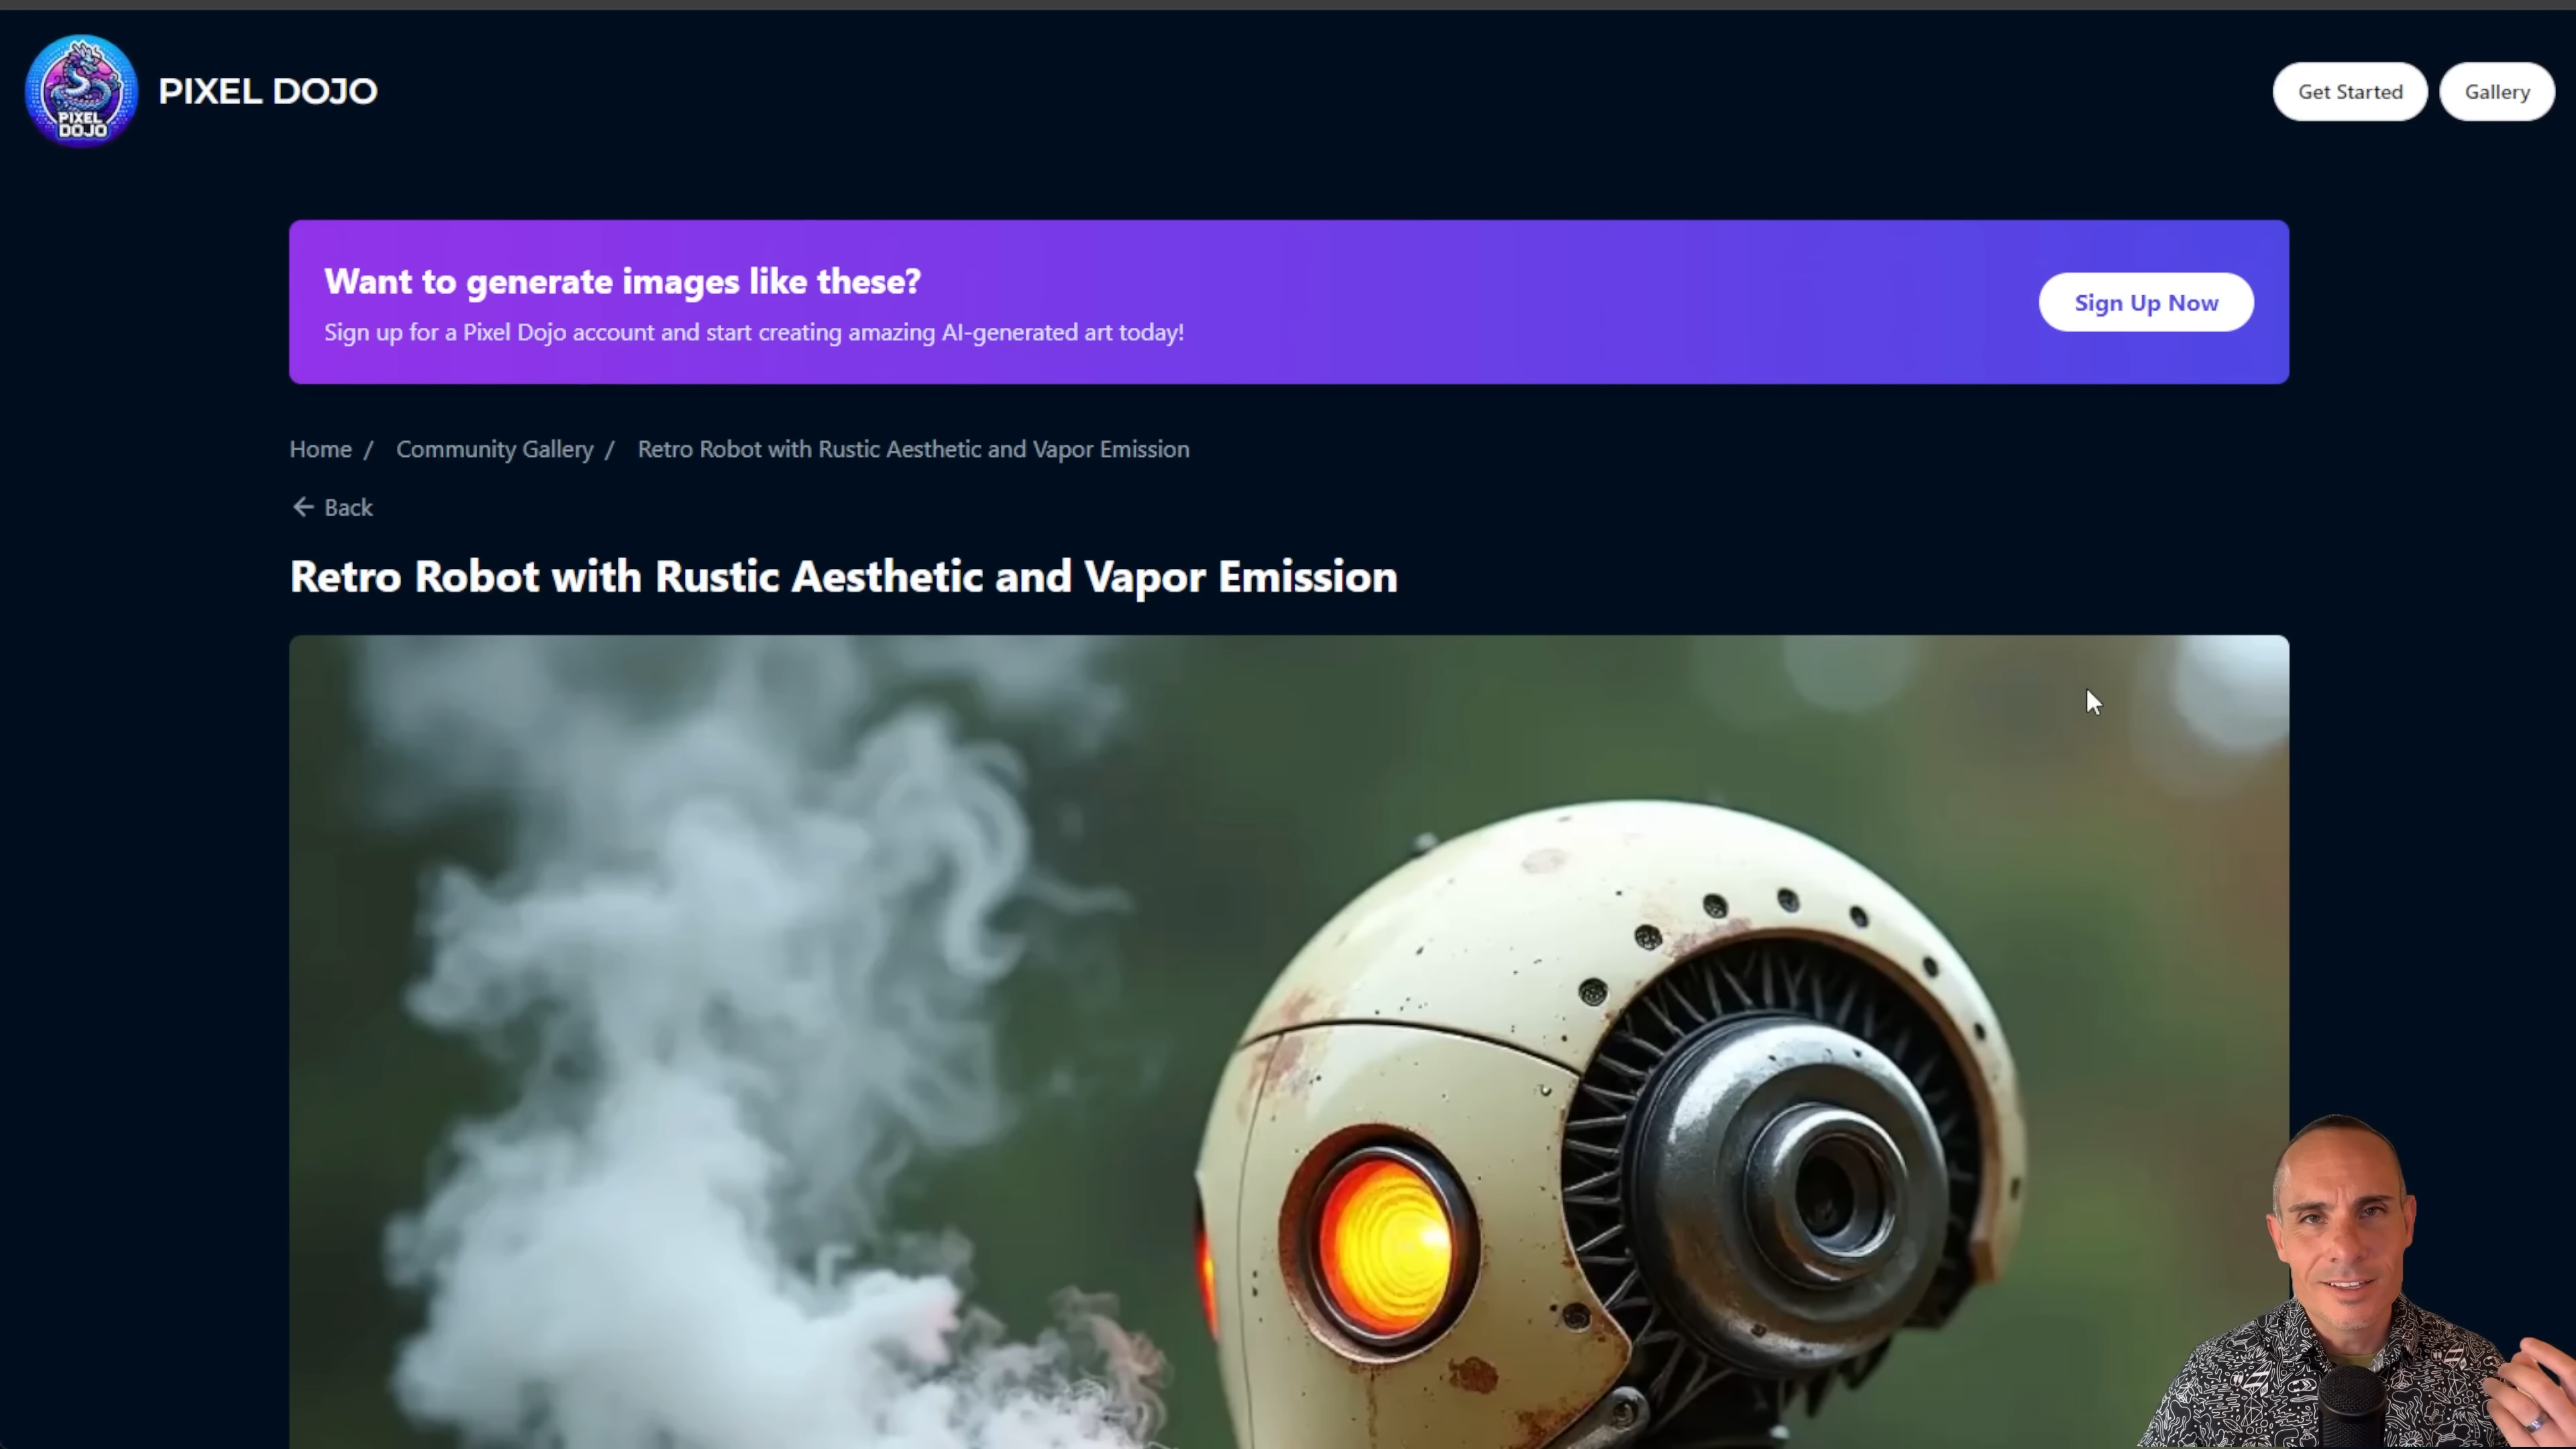 PIXEL
DOJO
PIXEL DOJO
Get Started
Gallery
Want to generate images like these?
Sign up for a Pixel Dojo account and start creating amazing AI-generated art today!
Sign Up Now
Home / Community Gallery / Retro Robot with Rustic Aesthetic and Vapor Emission
Back
Retro Robot with Rustic Aesthetic and Vapor Emission